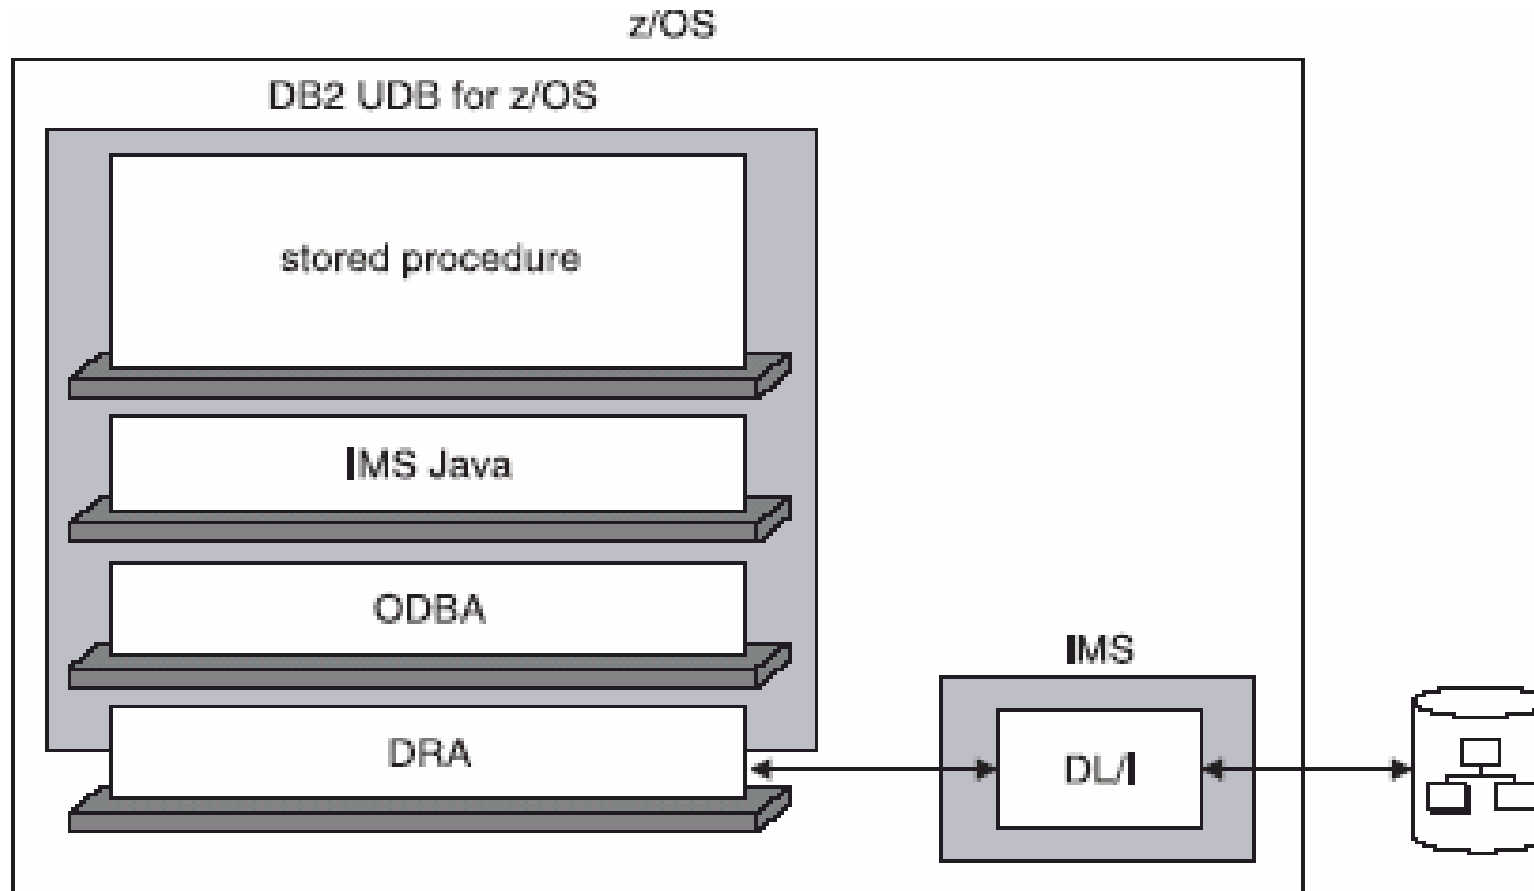 z/OS
DB2 UDB for z/OS
stored procedure
IMS Java
ODBA
DRA
IMS
DL/I